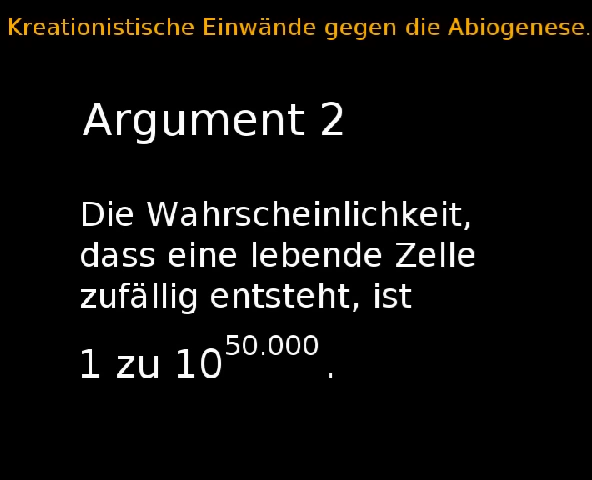 Kreationistische Einwände gegen die Abiogenese.
Argument 2
Die Wahrscheinlichkeit,
dass eine lebende Zelle
zufällig entsteht, ist
1 zu 10^50.000 .